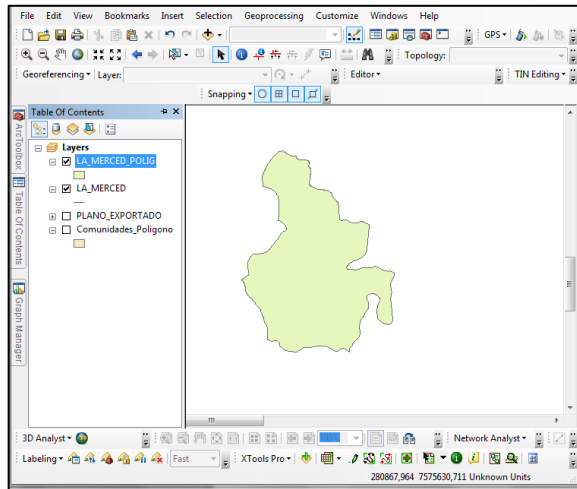 File Edit View Bookmarks Insert Selection Geoprocessing Customize Windows Help
GPS
Topology:
Georeferencing Layer: Editor TIN Editing
Snapping
Table Of Contents
ArcToolbox
Table Of Contents
Graph Manager
Layers
LA_MERCED_POLIG
LA_MERCED
PLANO_EXPORTADO
Comunidades_Poligono
3D Analyst 100% Network Analyst
Labeling Fast XTools Pro
280867,964 7575630,711 Unknown Units